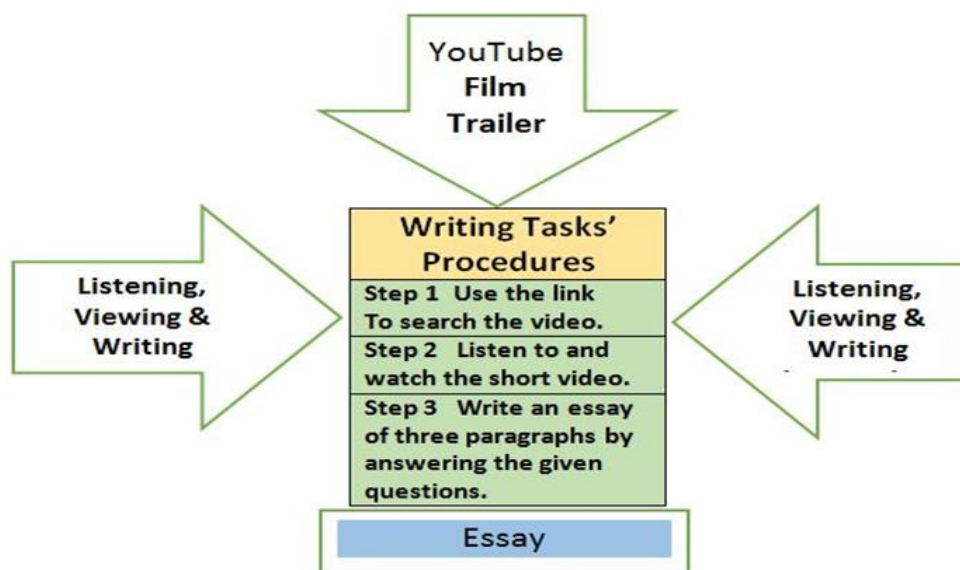 YouTube
Film
Trailer
Listening,
Viewing &
Writing
Writing Tasks’
Procedures
Step 1 Use the link
To search the video.
Step 2 Listen to and
watch the short video.
Step 3 Write an essay
of three paragraphs by
answering the given
questions.
Listening,
Viewing &
Writing
Essay